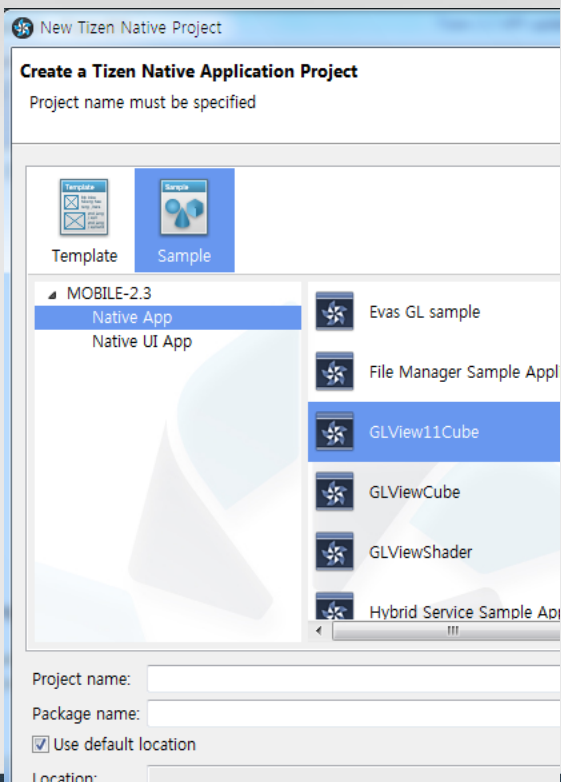 New Tizen Native Project
Create a Tizen Native Application Project
Project name must be specified
Template
Sample
Template
Sample
MOBILE-2.3
Native App
Native UI App
Evas GL sample
File Manager Sample Appl
GLView11Cube
GLViewCube
GLViewShader
Hybrid Service Sample App
Project name:
Package name:
Use default location
Location: